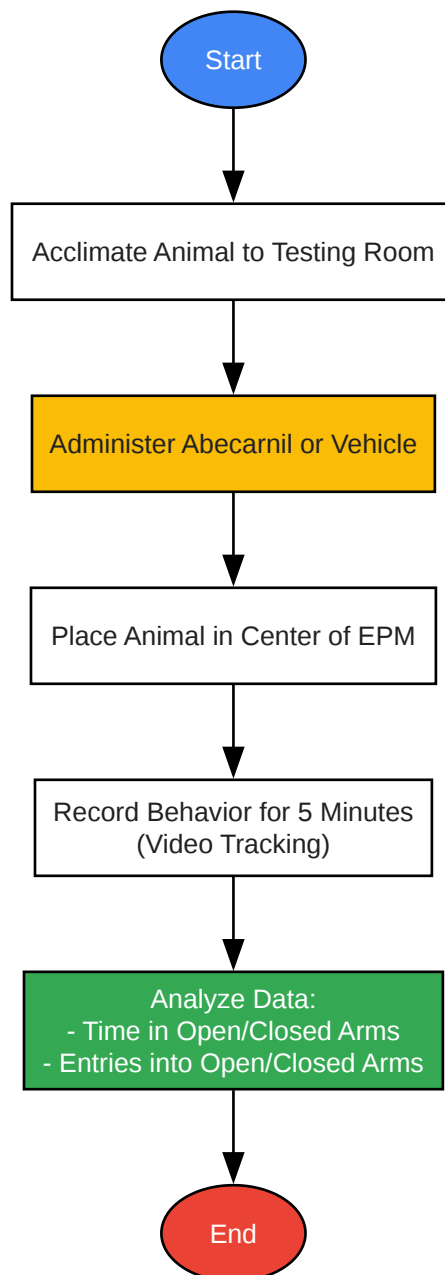 Start
Acclimate Animal to Testing Room
Administer Abecarnil or Vehicle
Place Animal in Center of EPM
Record Behavior for 5 Minutes
(Video Tracking)
Analyze Data:
- Time in Open/Closed Arms
- Entries into Open/Closed Arms
End